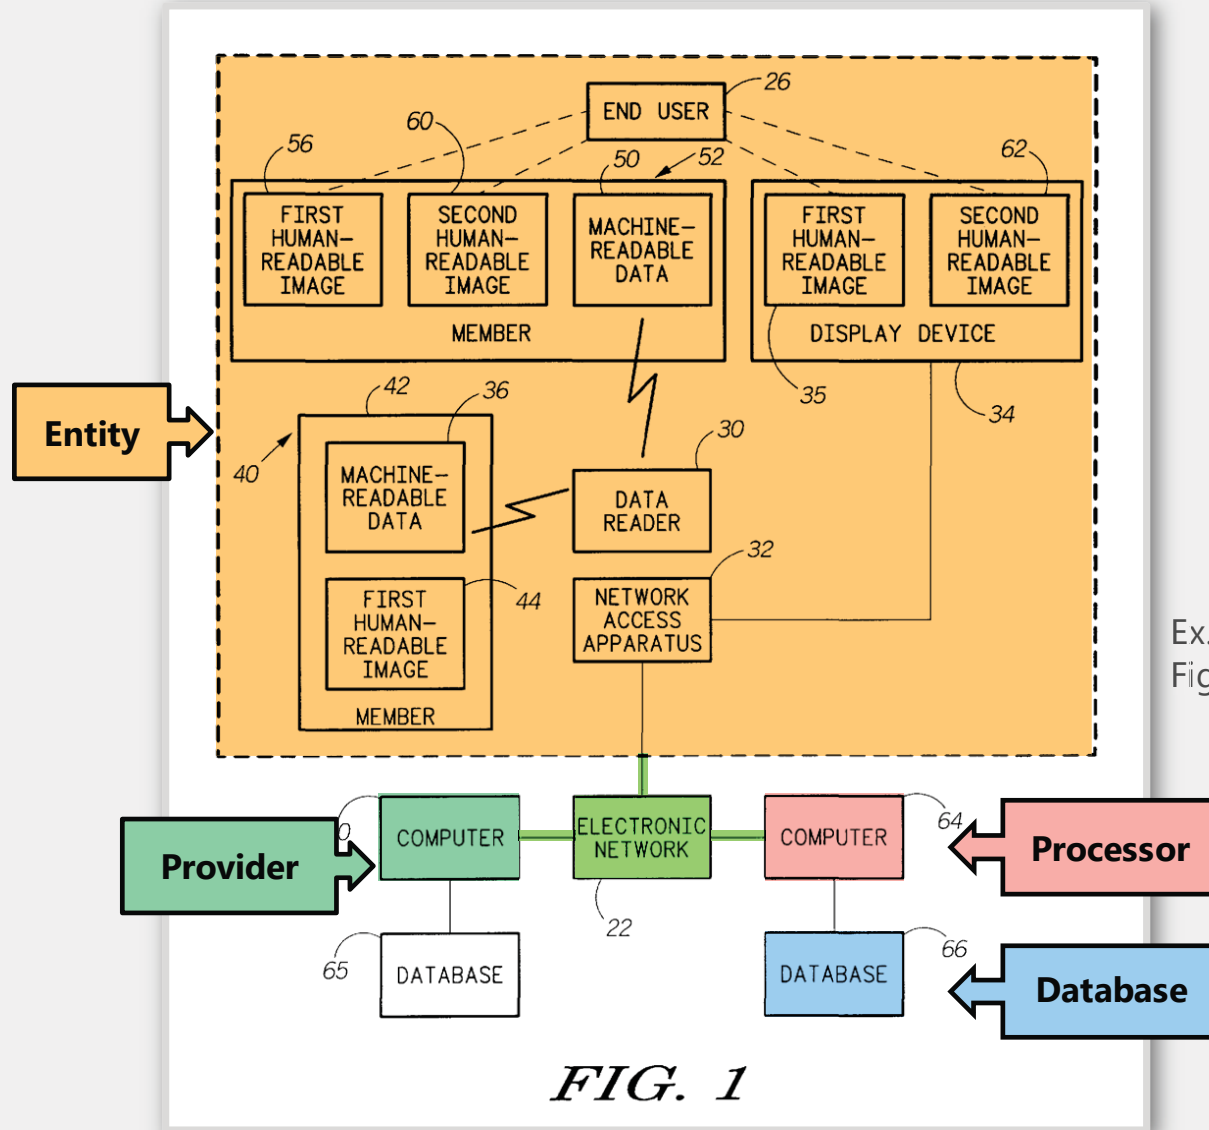 26
END USER
60
56
50
52
62
FIRST
HUMAN-
READABLE
IMAGE
SECOND
HUMAN-
READABLE
IMAGE
MACHINE-
READABLE
DATA
FIRST
HUMAN-
READABLE
IMAGE
SECOND
HUMAN-
READABLE
IMAGE
MEMBER
DISPLAY DEVICE
42
36
35
34
Entity
40
30
MACHINE-
READABLE
DATA
DATA
READER
32
FIRST
HUMAN-
READABLE
IMAGE
44
NETWORK
ACCESS
APPARATUS
MEMBER
Ex.
Fig
0
COMPUTER
ELECTRONIC
NETWORK
COMPUTER
64
Provider
Processor
22
65
DATABASE
DATABASE
66
Database
FIG. 1